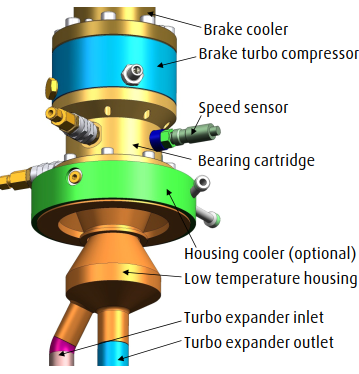 Brake cooler
Brake turbo compressor
Speed sensor
Bearing cartridge
Housing cooler (optional)
Low temperature housing
Turbo expander inlet
Turbo expander outlet